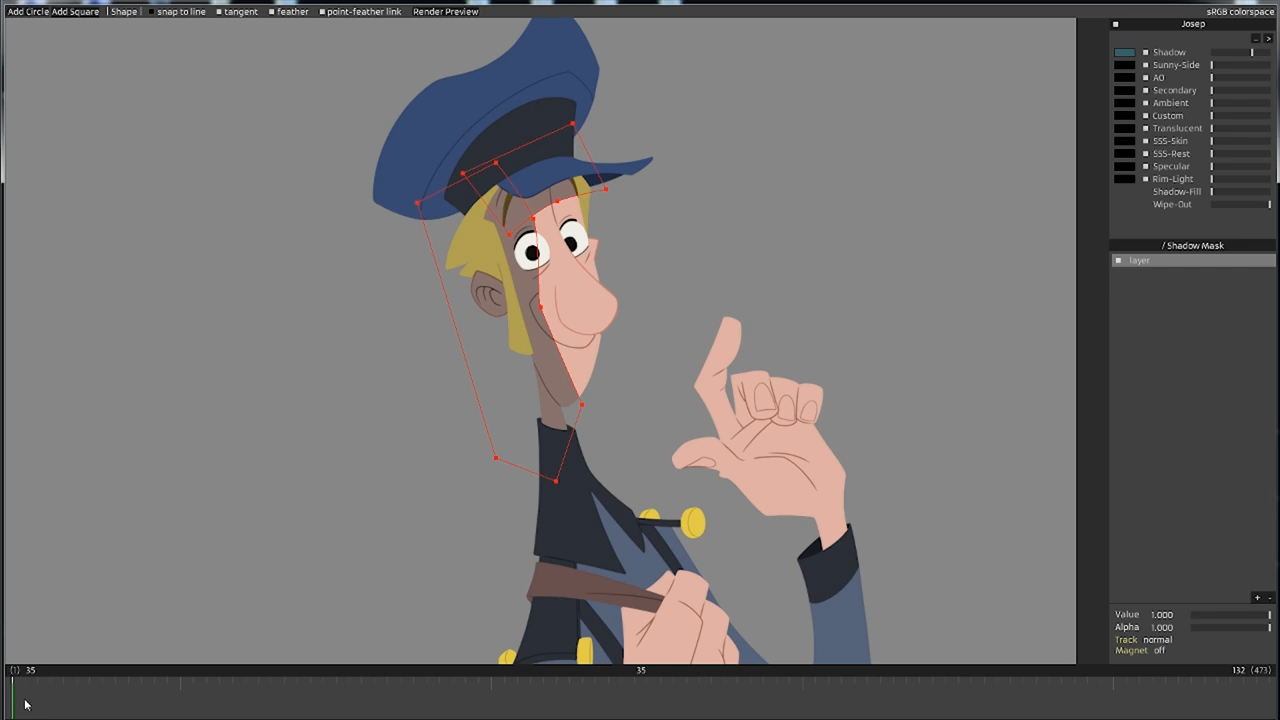 Add Circle Add Square | Shape | snap to line tangent feather point-feather link Render Preview sRGB colorspace
Josep
.. >
Shadow
Sunny-Side
AO
Secondary
Ambient
Custom
Translucent
SSS-Skin
SSS-Rest
Specular
Rim-Light
Shadow-Fill
Wipe-Out
/ Shadow Mask
layer
+ -
Value 1.000
Alpha 1.000
Track normal
Magnet off
(1) 35 35 132 (473)